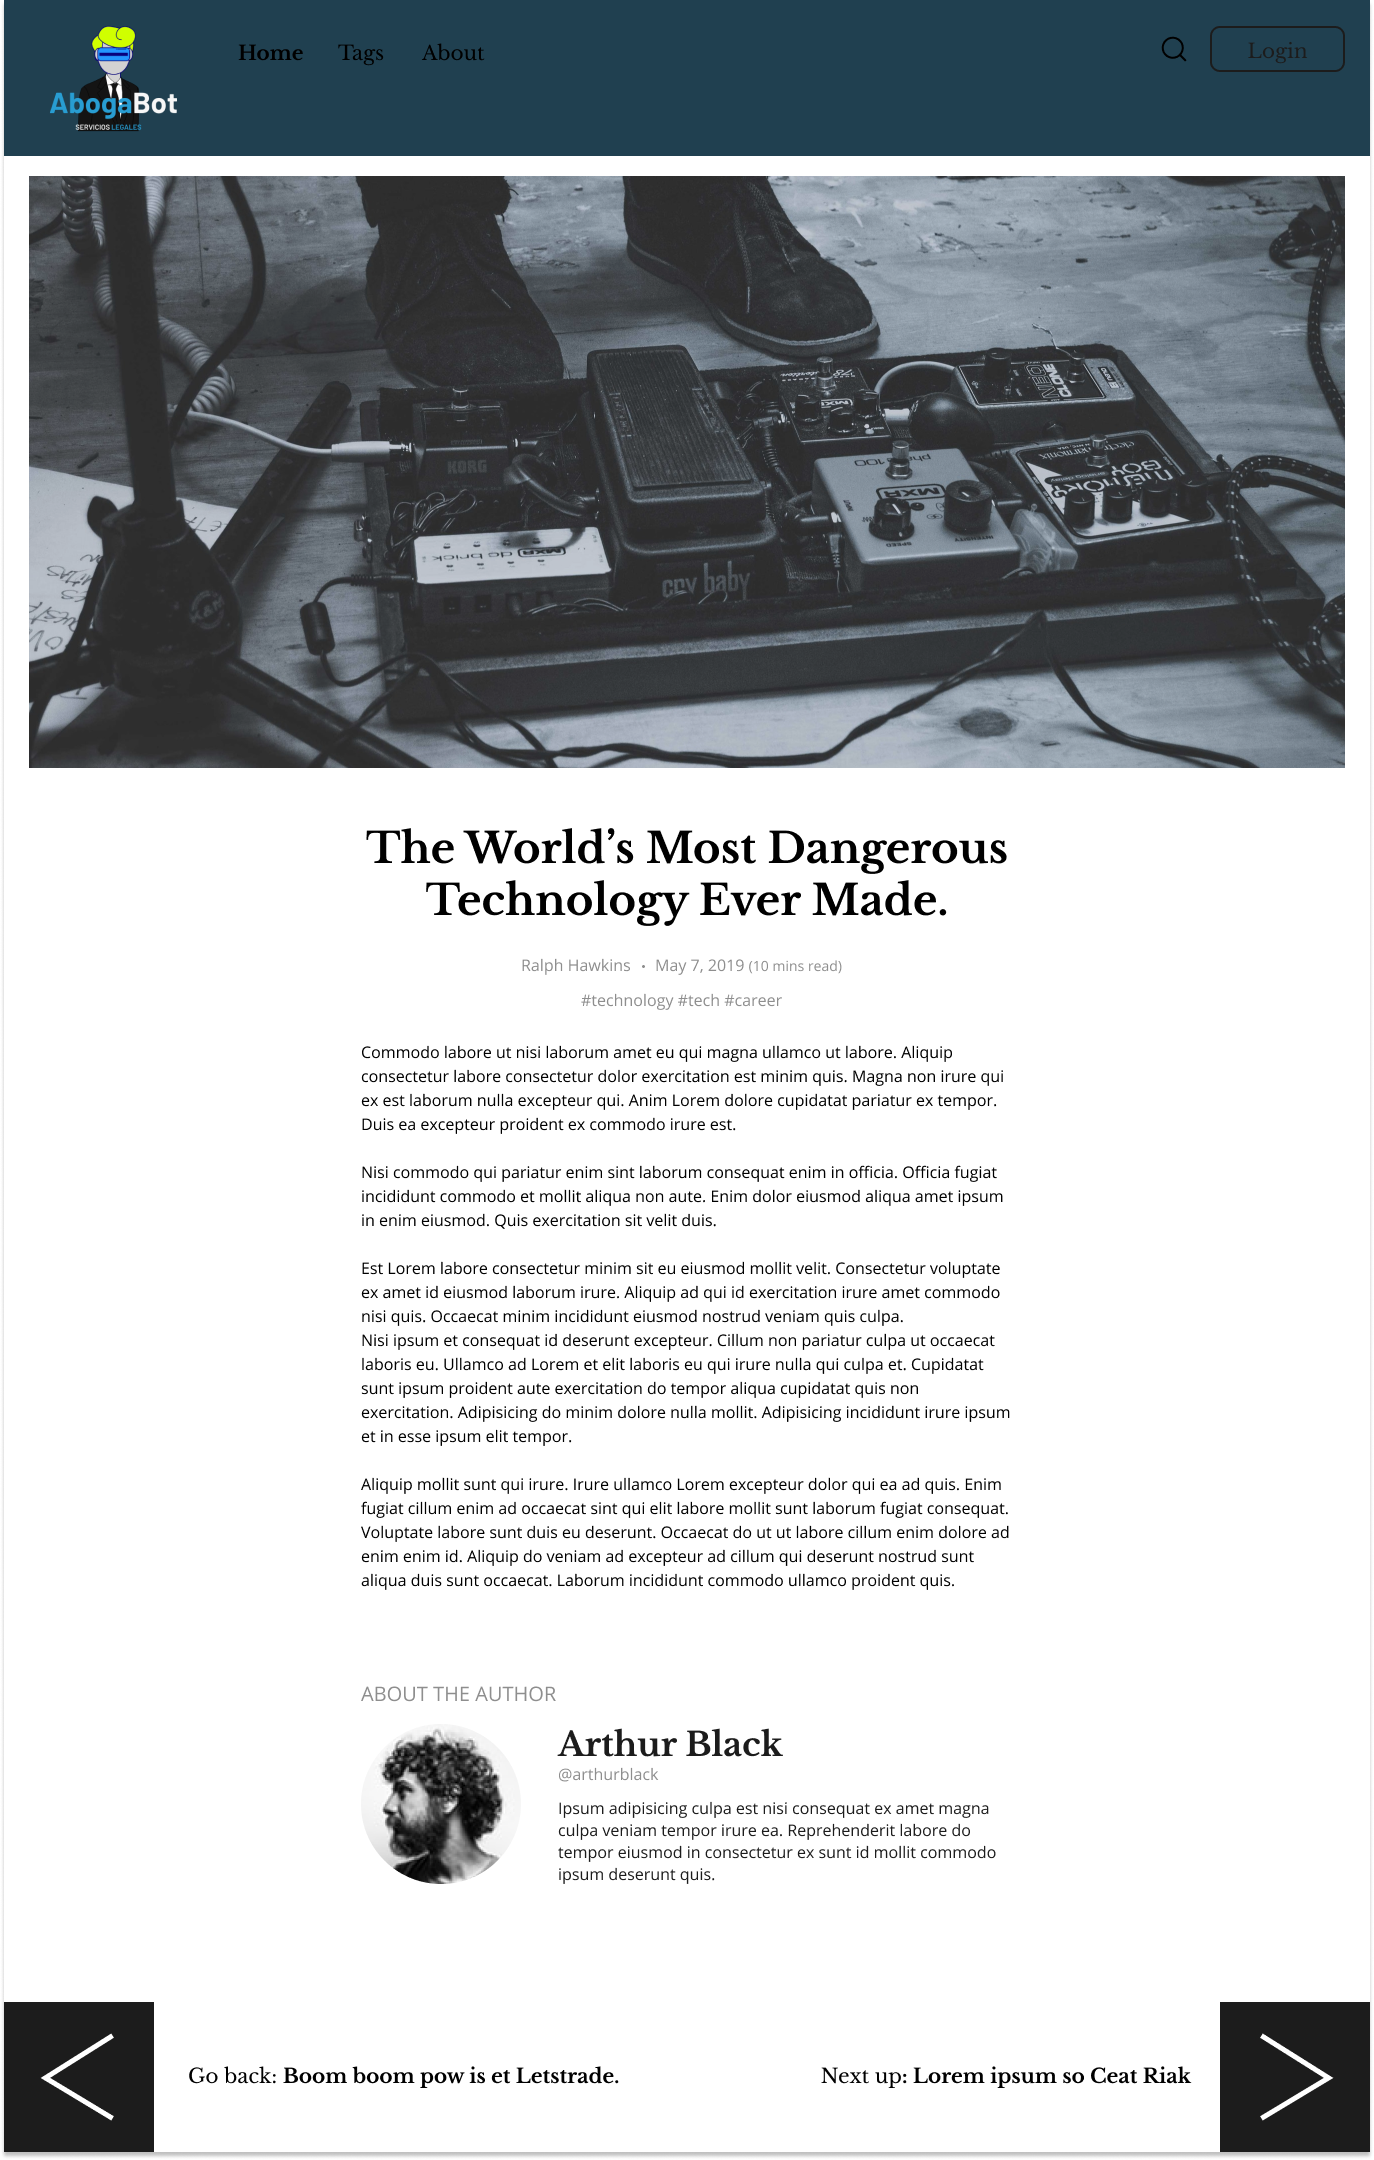 Home Tags About
Login
AbogaBot
SERVICIOS LEGALES
KORG
MXR
MXR
phase 100
SPEED
INTENSITY
MXR
dc brick
cry baby
The World’s Most Dangerous
Technology Ever Made.
Ralph Hawkins • May 7, 2019 (10 mins read)
#technology #tech #career
Commodo labore ut nisi laborum amet eu qui magna ullamco ut labore. Aliquip
consectetur labore consectetur dolor exercitation est minim quis. Magna non irure qui
ex est laborum nulla excepteur qui. Anim Lorem dolore cupidatat pariatur ex tempor.
Duis ea excepteur proident ex commodo irure est.
Nisi commodo qui pariatur enim sint laborum consequat enim in officia. Officia fugiat
incididunt commodo et mollit aliqua non aute. Enim dolor eiusmod aliqua amet ipsum
in enim eiusmod. Quis exercitation sit velit duis.
Est Lorem labore consectetur minim sit eu eiusmod mollit velit. Consectetur voluptate
ex amet id eiusmod laborum irure. Aliquip ad qui id exercitation irure amet commodo
nisi quis. Occaecat minim incididunt eiusmod nostrud veniam quis culpa.
Nisi ipsum et consequat id deserunt excepteur. Cillum non pariatur culpa ut occaecat
laboris eu. Ullamco ad Lorem et elit laboris eu qui irure nulla qui culpa et. Cupidatat
sunt ipsum proident aute exercitation do tempor aliqua cupidatat quis non
exercitation. Adipisicing do minim dolore nulla mollit. Adipisicing incididunt irure ipsum
et in esse ipsum elit tempor.
Aliquip mollit sunt qui irure. Irure ullamco Lorem excepteur dolor qui ea ad quis. Enim
fugiat cillum enim ad occaecat sint qui elit labore mollit sunt laborum fugiat consequat.
Voluptate labore sunt duis eu deserunt. Occaecat do ut ut labore cillum enim dolore ad
enim enim id. Aliquip do veniam ad excepteur ad cillum qui deserunt nostrud sunt
aliqua duis sunt occaecat. Laborum incididunt commodo ullamco proident quis.
ABOUT THE AUTHOR
Arthur Black
@arthurblack
Ipsum adipisicing culpa est nisi consequat ex amet magna
culpa veniam tempor irure ea. Reprehenderit labore do
tempor eiusmod in consectetur ex sunt id mollit commodo
ipsum deserunt quis.
Go back: Boom boom pow is et Letstrade.
Next up: Lorem ipsum so Ceat Riak